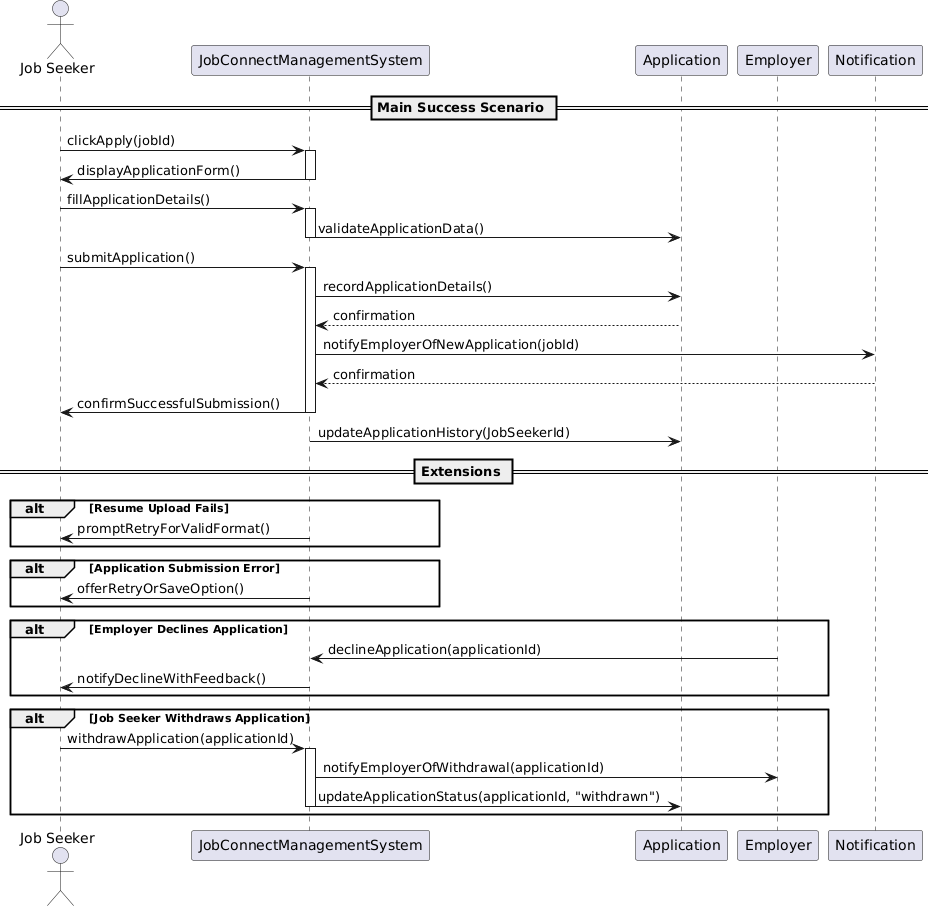 Job Seeker
JobConnectManagementSystem
Application
Employer
Notification
Main Success Scenario
clickApply(jobId)
displayApplicationForm()
fillApplicationDetails()
validateApplicationData()
submitApplication()
recordApplicationDetails()
confirmation
notifyEmployerOfNewApplication(jobId)
confirmation
confirmSuccessfulSubmission()
updateApplicationHistory(JobSeekerId)
Extensions
alt [Resume Upload Fails]
promptRetryForValidFormat()
alt [Application Submission Error]
offerRetryOrSaveOption()
alt [Employer Declines Application]
declineApplication(applicationId)
notifyDeclineWithFeedback()
alt [Job Seeker Withdraws Application]
withdrawApplication(applicationId)
notifyEmployerOfWithdrawal(applicationId)
updateApplicationStatus(applicationId, "withdrawn")
Job Seeker
JobConnectManagementSystem
Application
Employer
Notification